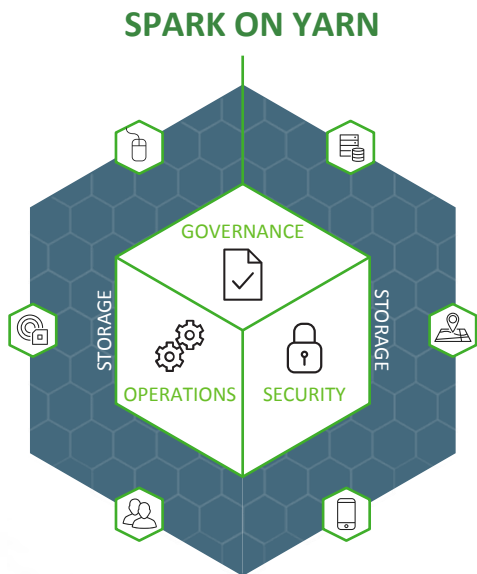 SPARK ON YARN
GOVERNANCE
STORAGE
STORAGE
OPERATIONS
SECURITY